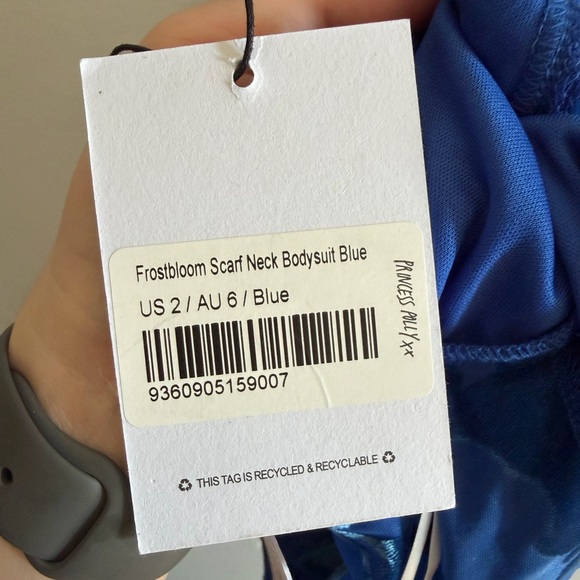 Frostbloom Scarf Neck Bodysuit Blue
US 2 / AU 6 / Blue
9360905159007
PRINCESS POLLY xx
THIS TAG IS RECYCLED & RECYCLABLE